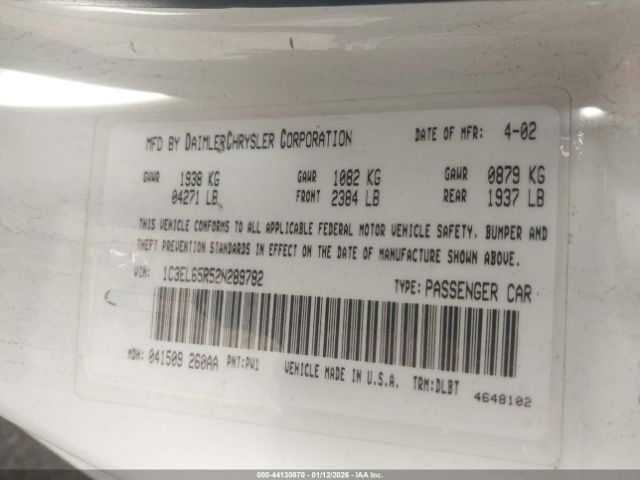 MFD BY DAIMLERCHRYSLER CORPORATION DATE OF MFR: 4-02
GVWR 1938 KG GAWR 1082 KG GAWR 0879 KG
04271 LB FRONT 2384 LB REAR 1937 LB
THIS VEHICLE CONFORMS TO ALL APPLICABLE FEDERAL MOTOR VEHICLE SAFETY, BUMPER AND
THEFT PREVENTION STANDARDS IN EFFECT ON THE DATE OF MANUFACTURE SHOWN ABOVE.
VIN: 1C3EL65R52N289782 TYPE: PASSENGER CAR
MDH: 041509 260AA PNT: PW1 VEHICLE MADE IN U.S.A. TRM: DLBT
4648102
000-44130870 - 01/12/2026 - IAAI.COM